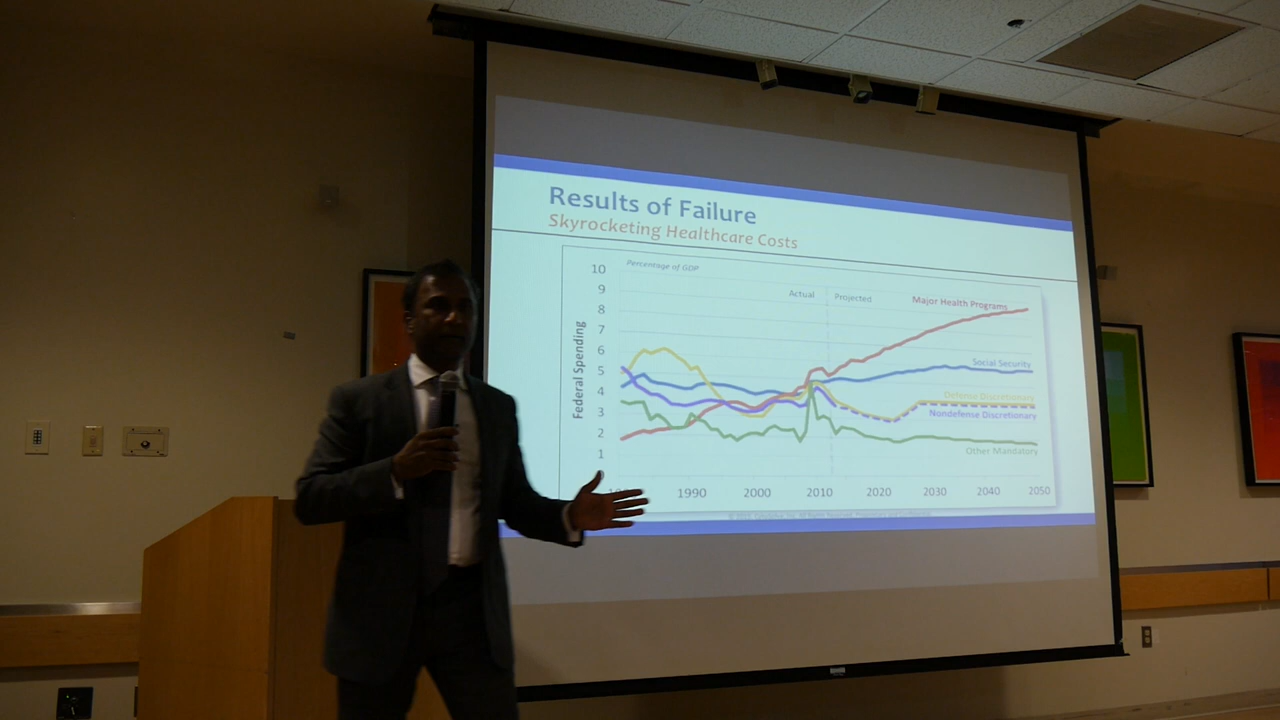 Results of Failure
Skyrocketing Healthcare Costs
Percentage of GDP
Actual
Projected
10
9
8
7
6
5
4
3
2
1
Federal Spending
Major Health Programs
Social Security
Defense Discretionary
Nondefense Discretionary
Other Mandatory
1990 2000 2010 2020 2030 2040 2050